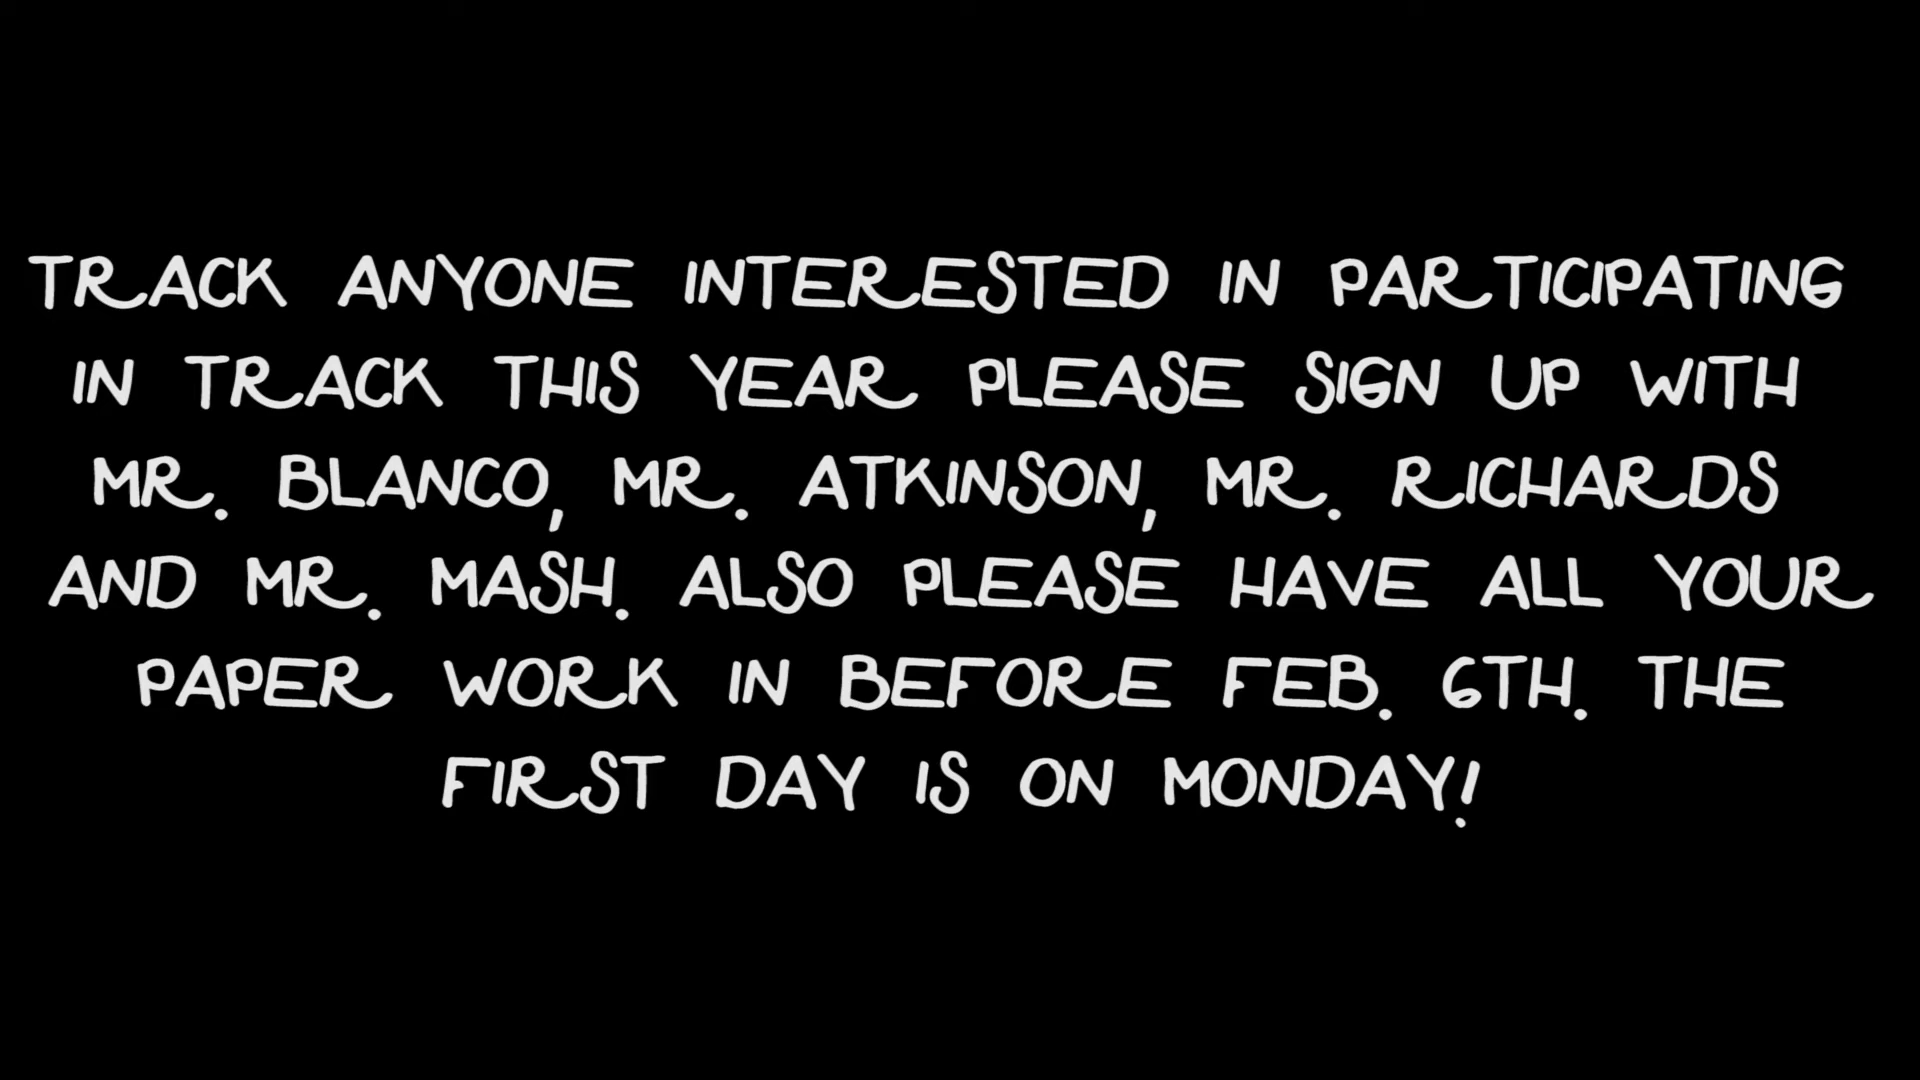 TRACK ANYONE INTERESTED IN PARTICIPATING
IN TRACK THIS YEAR PLEASE SIGN UP WITH
MR. BLANCO, MR. ATKINSON, MR. RICHARDS
AND MR. MASH. ALSO PLEASE HAVE ALL YOUR
PAPER WORK IN BEFORE FEB. 6TH. THE
FIRST DAY IS ON MONDAY!